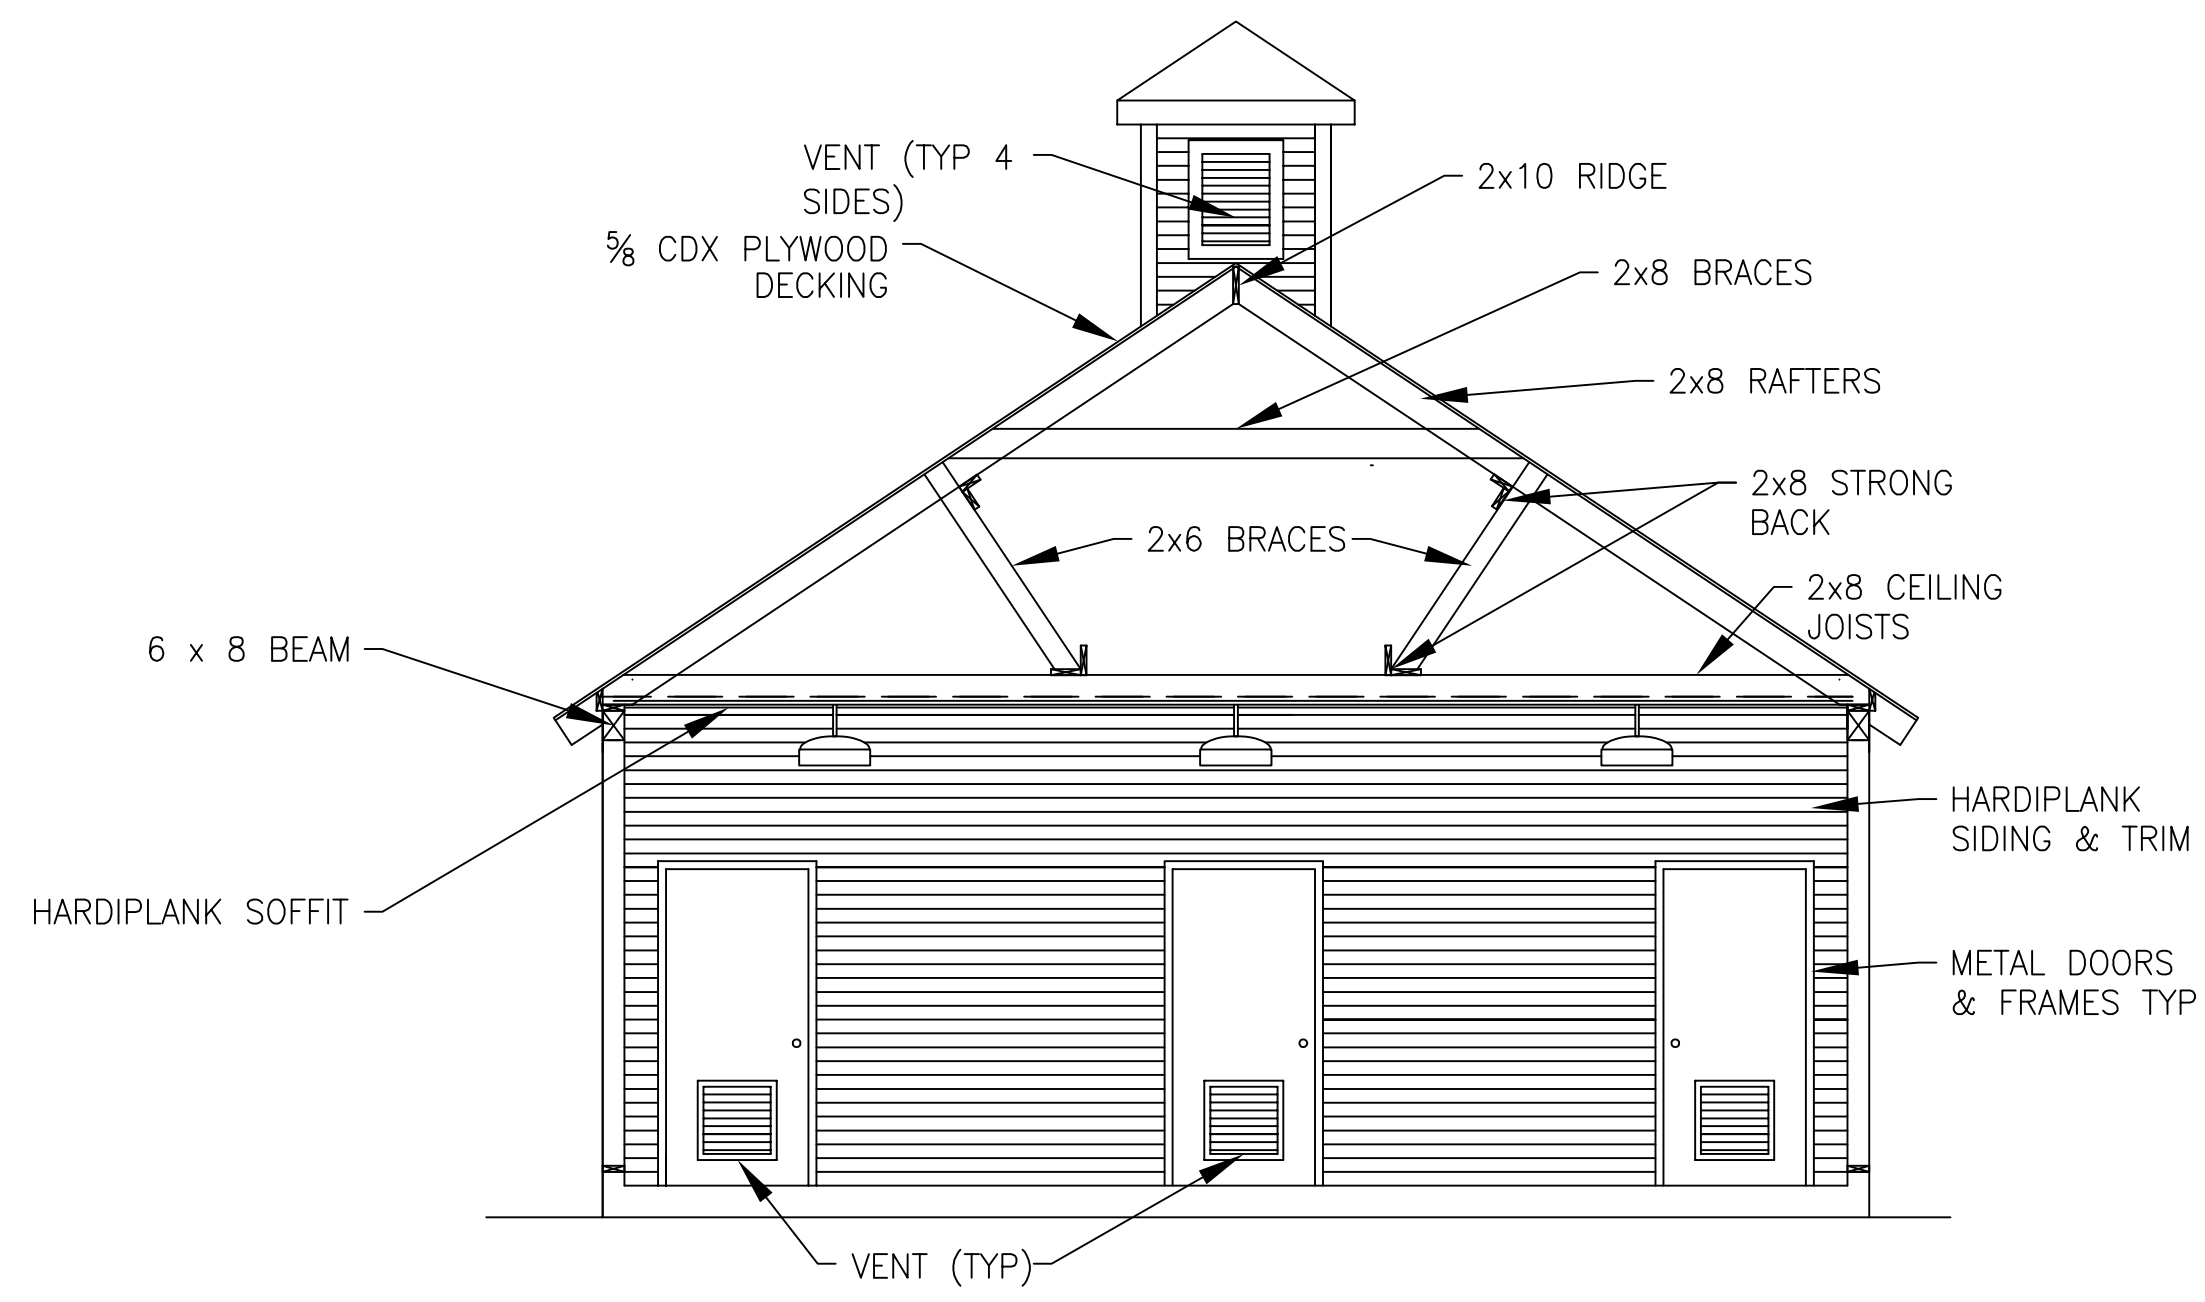 VENT (TYP 4
SIDES)
2x10 RIDGE
⅝ CDX PLYWOOD
DECKING
2x8 BRACES
2x8 RAFTERS
2x8 STRONG
BACK
2x6 BRACES
2x8 CEILING
JOISTS
6 x 8 BEAM
HARDIPLANK
SIDING & TRIM
HARDIPLANK SOFFIT
METAL DOORS
& FRAMES TYP
VENT (TYP)